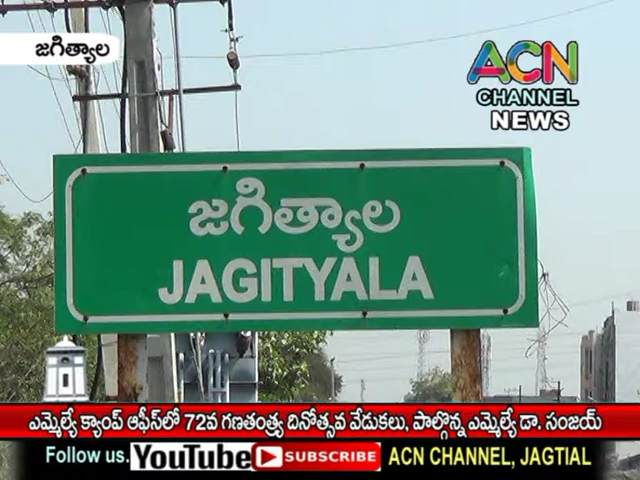 జగిత్యాల
ACN
CHANNEL
NEWS
జగిత్యాల
JAGITYALA
ఎమ్మెల్యే క్యాంప్ ఆఫీస్‌లో 72వ గణతంత్ర్య దినోత్సవ వేడుకలు, పాల్గొన్న ఎమ్మెల్యే డా. సంజయ్
Follow us. YouTube SUBSCRIBE ACN CHANNEL, JAGTIAL